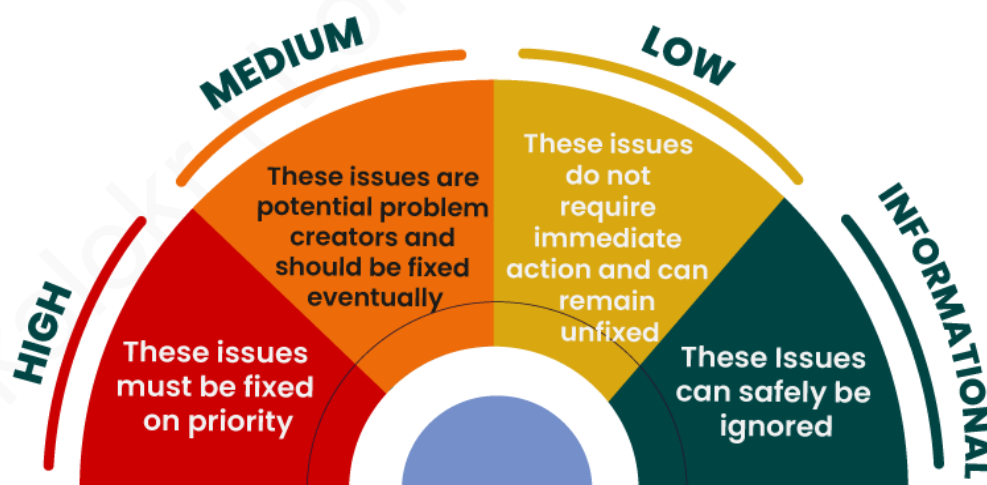 HIGH
These issues
must be fixed
on priority
MEDIUM
These issues are
potential problem
creators and
should be fixed
eventually
LOW
These issues
do not
require
immediate
action and can
remain
unfixed
INFORMATIONAL
These Issues
can safely be
ignored